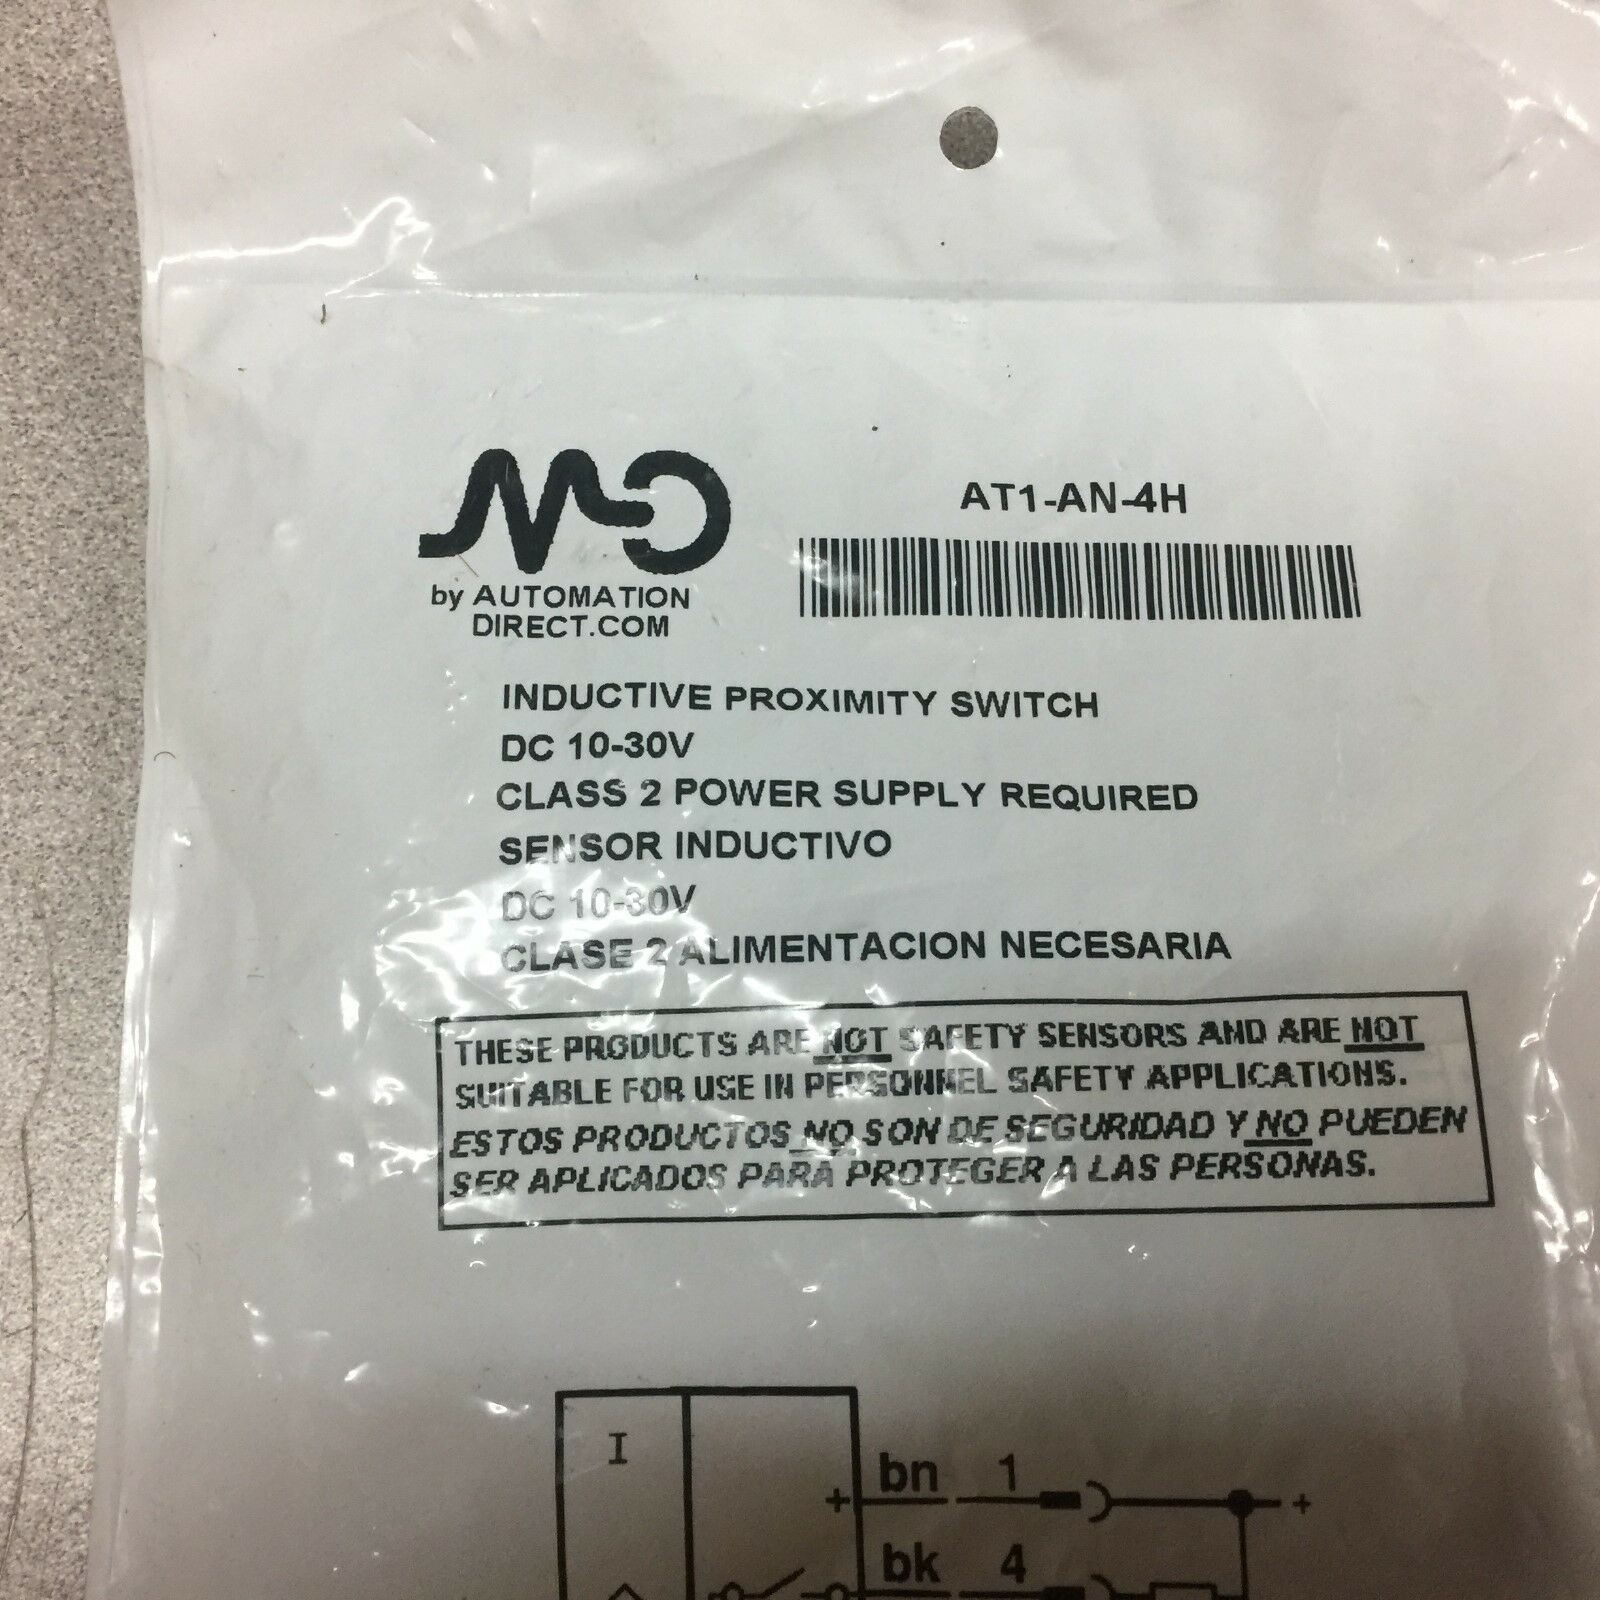 AT1-AN-4H
by AUTOMATION
DIRECT.COM
INDUCTIVE PROXIMITY SWITCH
DC 10-30V
CLASS 2 POWER SUPPLY REQUIRED
SENSOR INDUCTIVO
DC 10-30V
CLASE 2 ALIMENTACION NECESARIA
THESE PRODUCTS ARE NOT SAFETY SENSORS AND ARE NOT
SUITABLE FOR USE IN PERSONNEL SAFETY APPLICATIONS.
ESTOS PRODUCTOS NO SON DE SEGURIDAD Y NO PUEDEN
SER APLICADOS PARA PROTEGER A LAS PERSONAS.
I
+ bn 1 +
bk 4